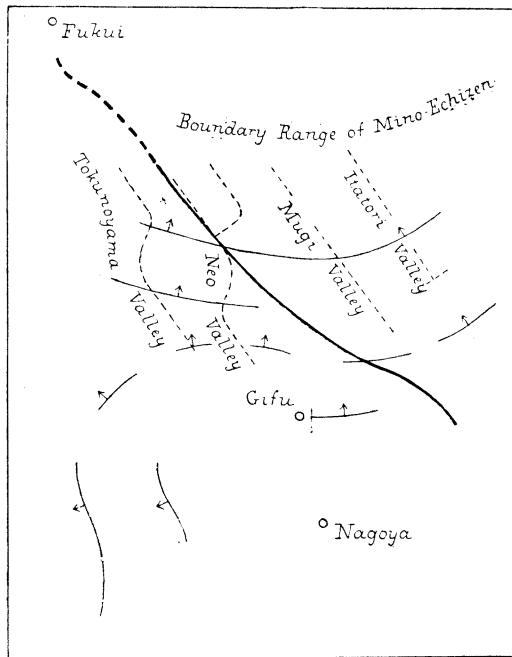 Fukui
Boundary Range of Mino-Echizen
Tokunoyama
Valley
Neo
Valley
Mugi
Valley
Itatori
Valley
Gifu
Nagoya